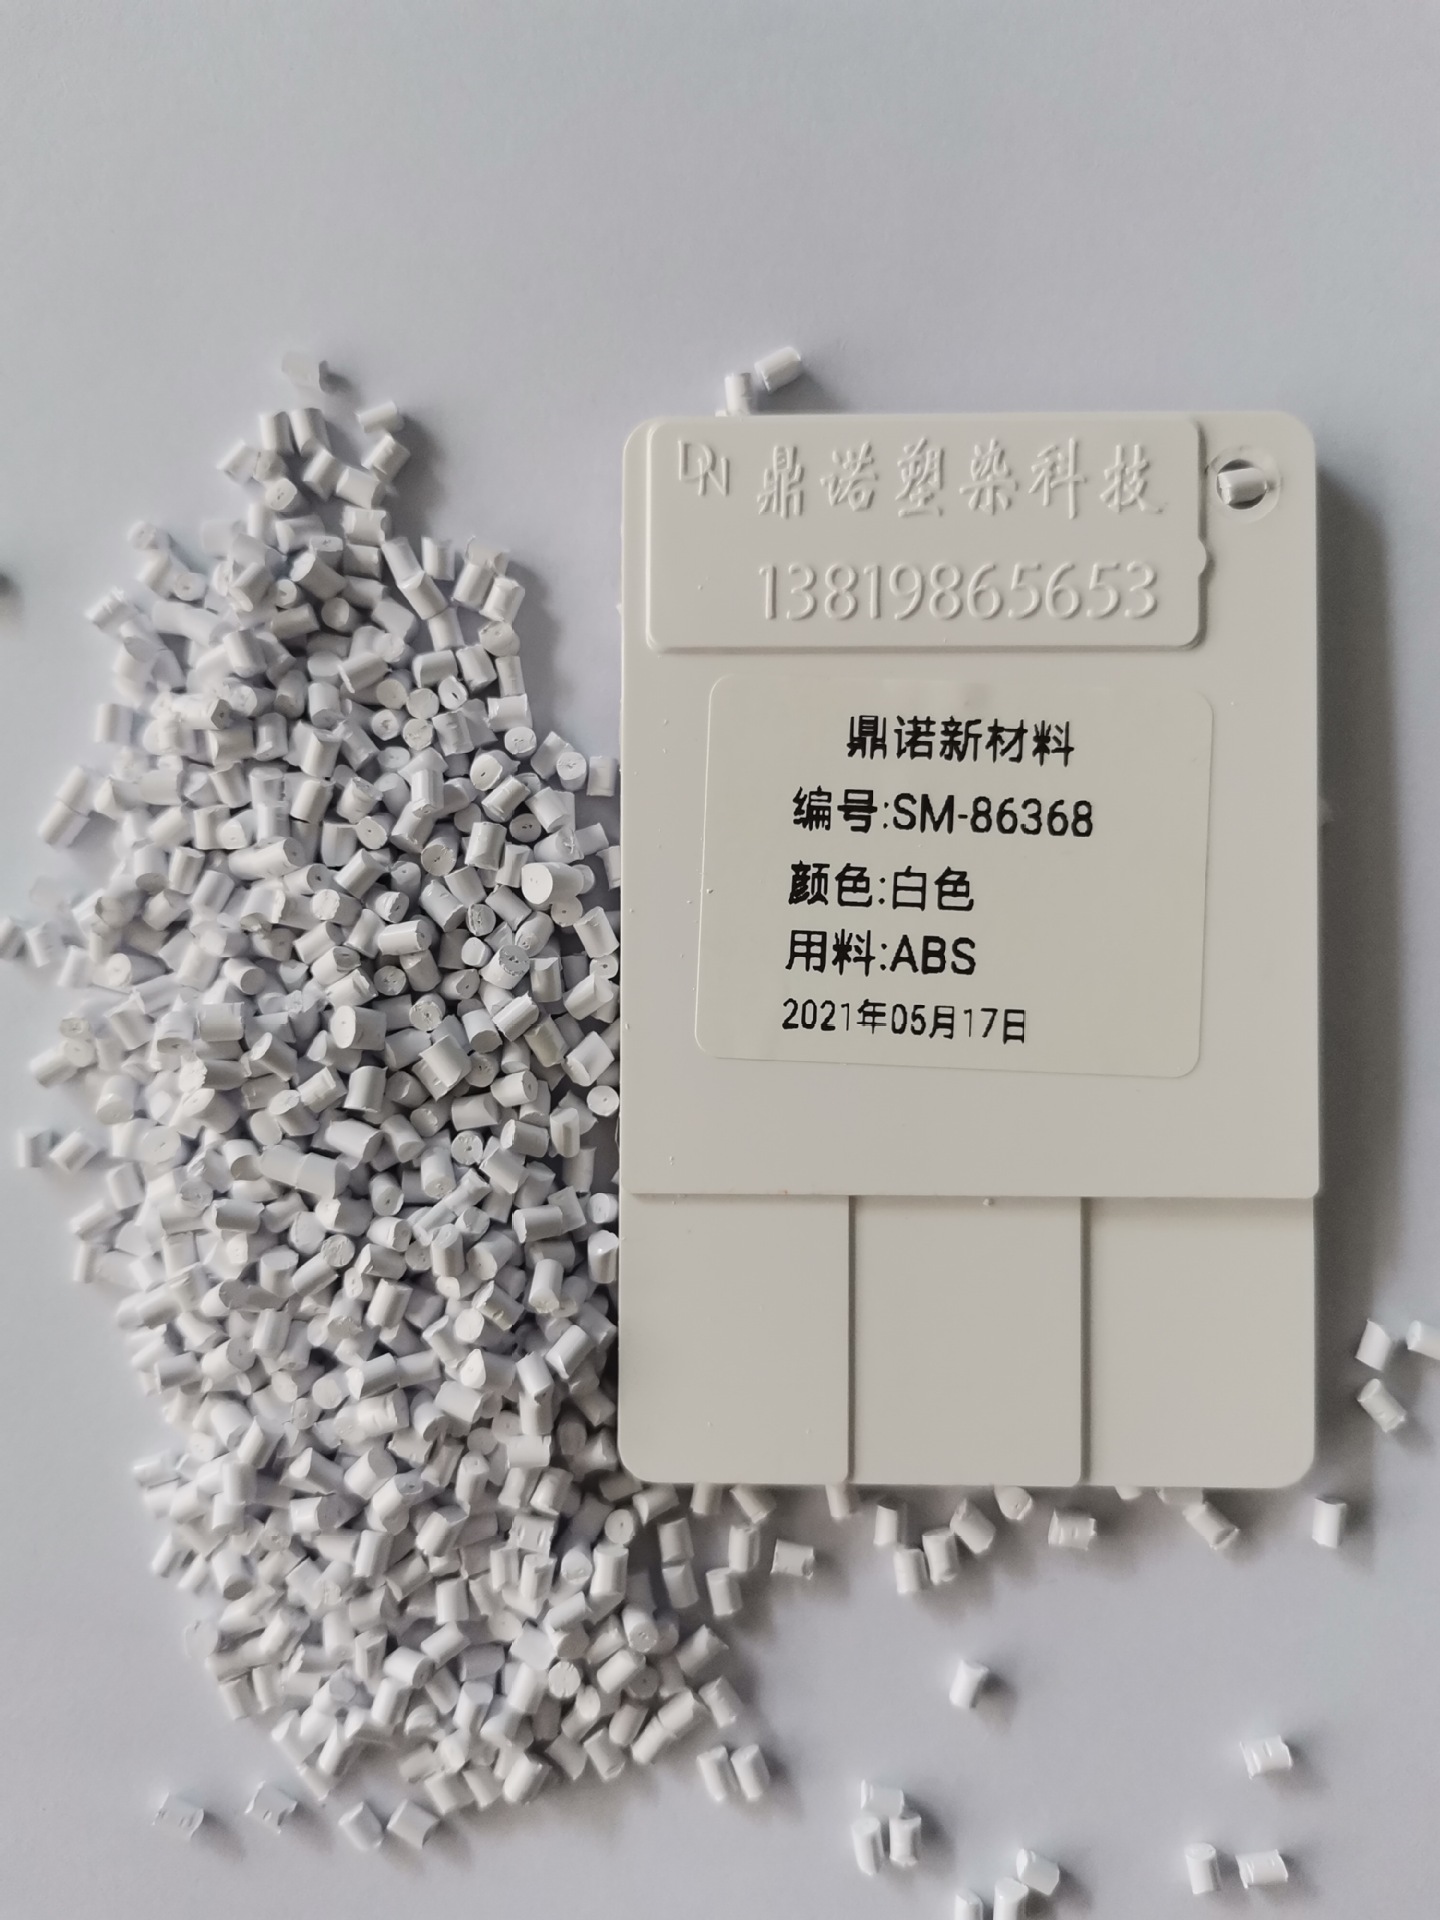 DN 鼎诺塑染科技
13819865653
鼎诺新材料
编号:SM-86368
颜色:白色
用料:ABS
2021年05月17日